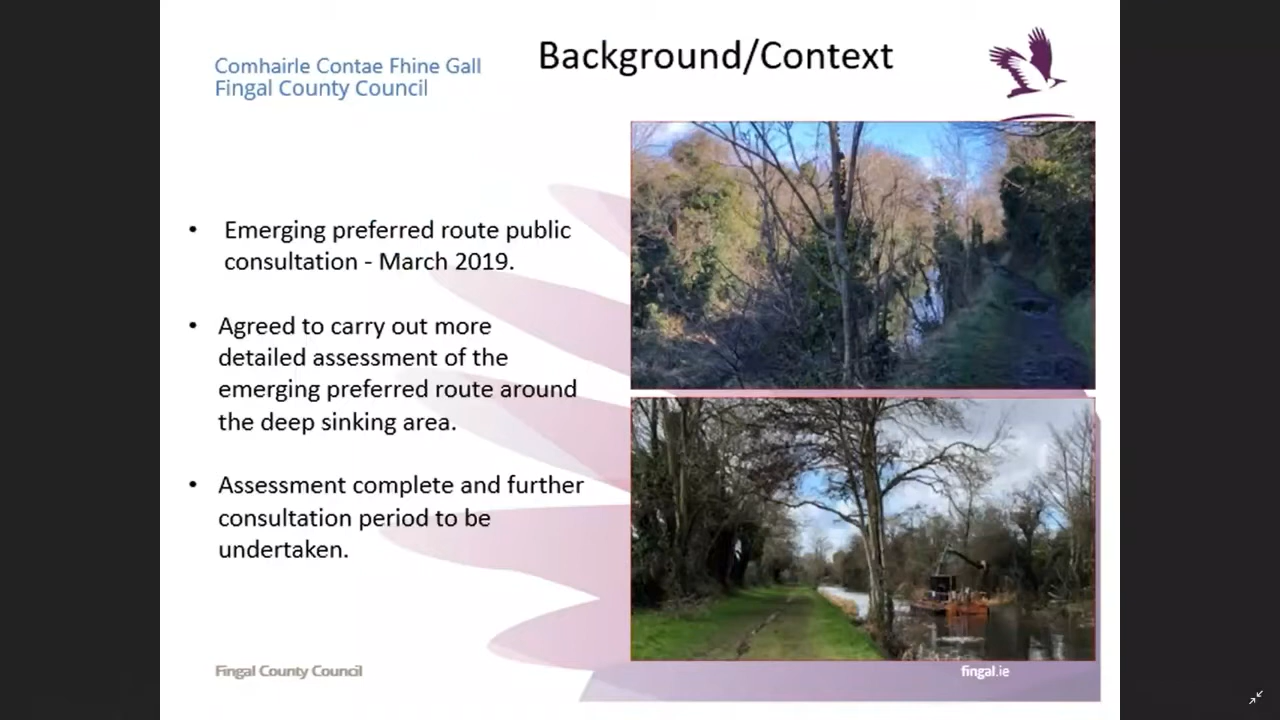 Background/Context
Comhairle Contae Fhine Gall
Fingal County Council
• Emerging preferred route public
consultation - March 2019.
• Agreed to carry out more
detailed assessment of the
emerging preferred route around
the deep sinking area.
• Assessment complete and further
consultation period to be
undertaken.
Fingal County Council
fingal.ie